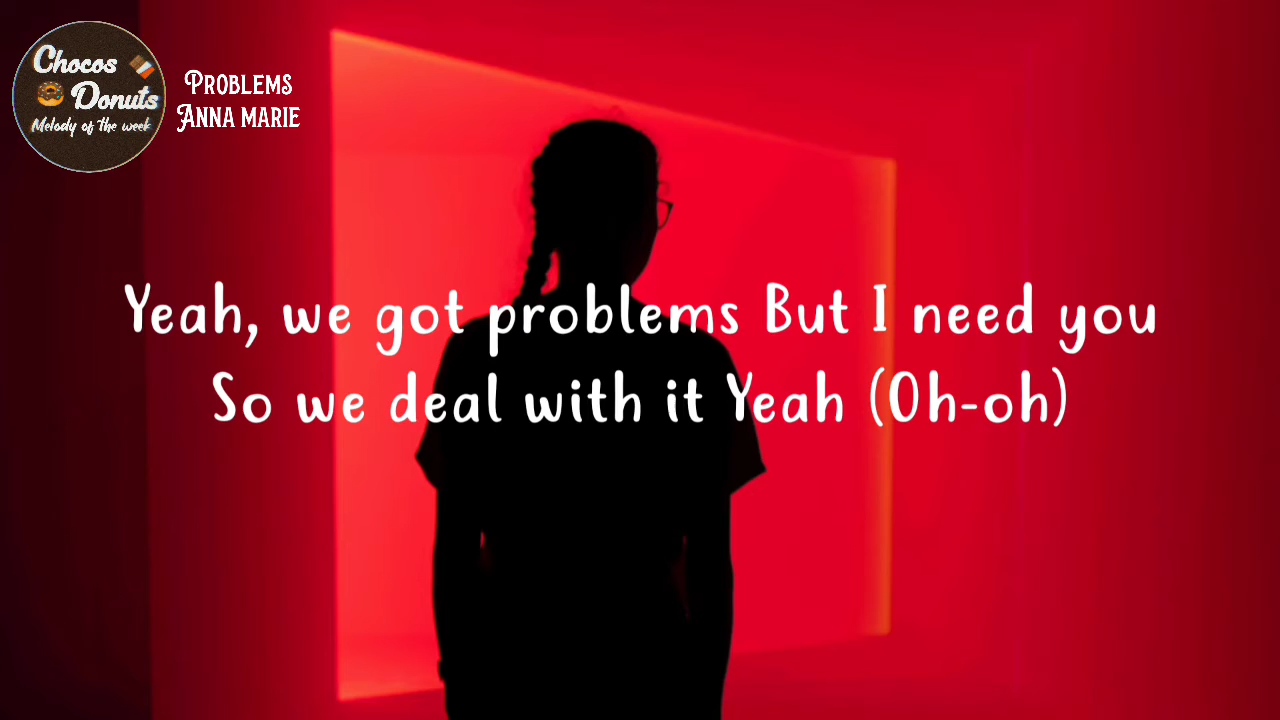 Chocos
Donuts
Melody of the week
PROBLEMS
ANNA MARIE
Yeah, we got problems But I need you
So we deal with it Yeah (Oh-oh)